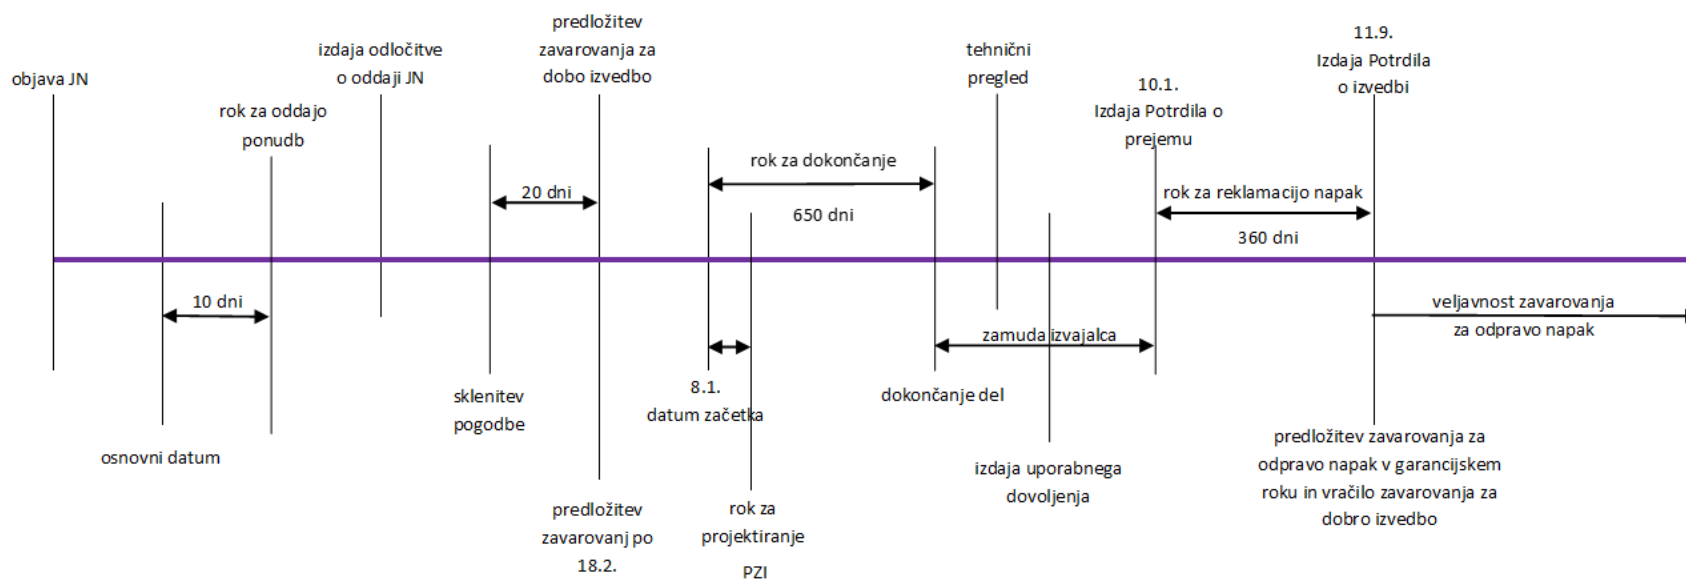 objava JN
osnovni datum
10 dni
rok za oddajo
ponudb
izdaja odločitve
o oddaji JN
sklenitev
pogodbe
20 dni
predložitev
zavarovanja za
dobo izvedbo
predložitev
zavarovanj po
18.2.
8.1.
datum začetka
rok za
projektiranje
PZI
rok za dokončanje
650 dni
dokončanje del
tehnični
pregled
zamuda izvajalca
izdaja uporabnega
dovoljenja
10.1.
Izdaja Potrdila o
prejemu
rok za reklamacijo napak
360 dni
11.9.
Izdaja Potrdila
o izvedbi
predložitev zavarovanja za
odpravo napak v garancijskem
roku in vračilo zavarovanja za
dobro izvedbo
veljavnost zavarovanja
za odpravo napak